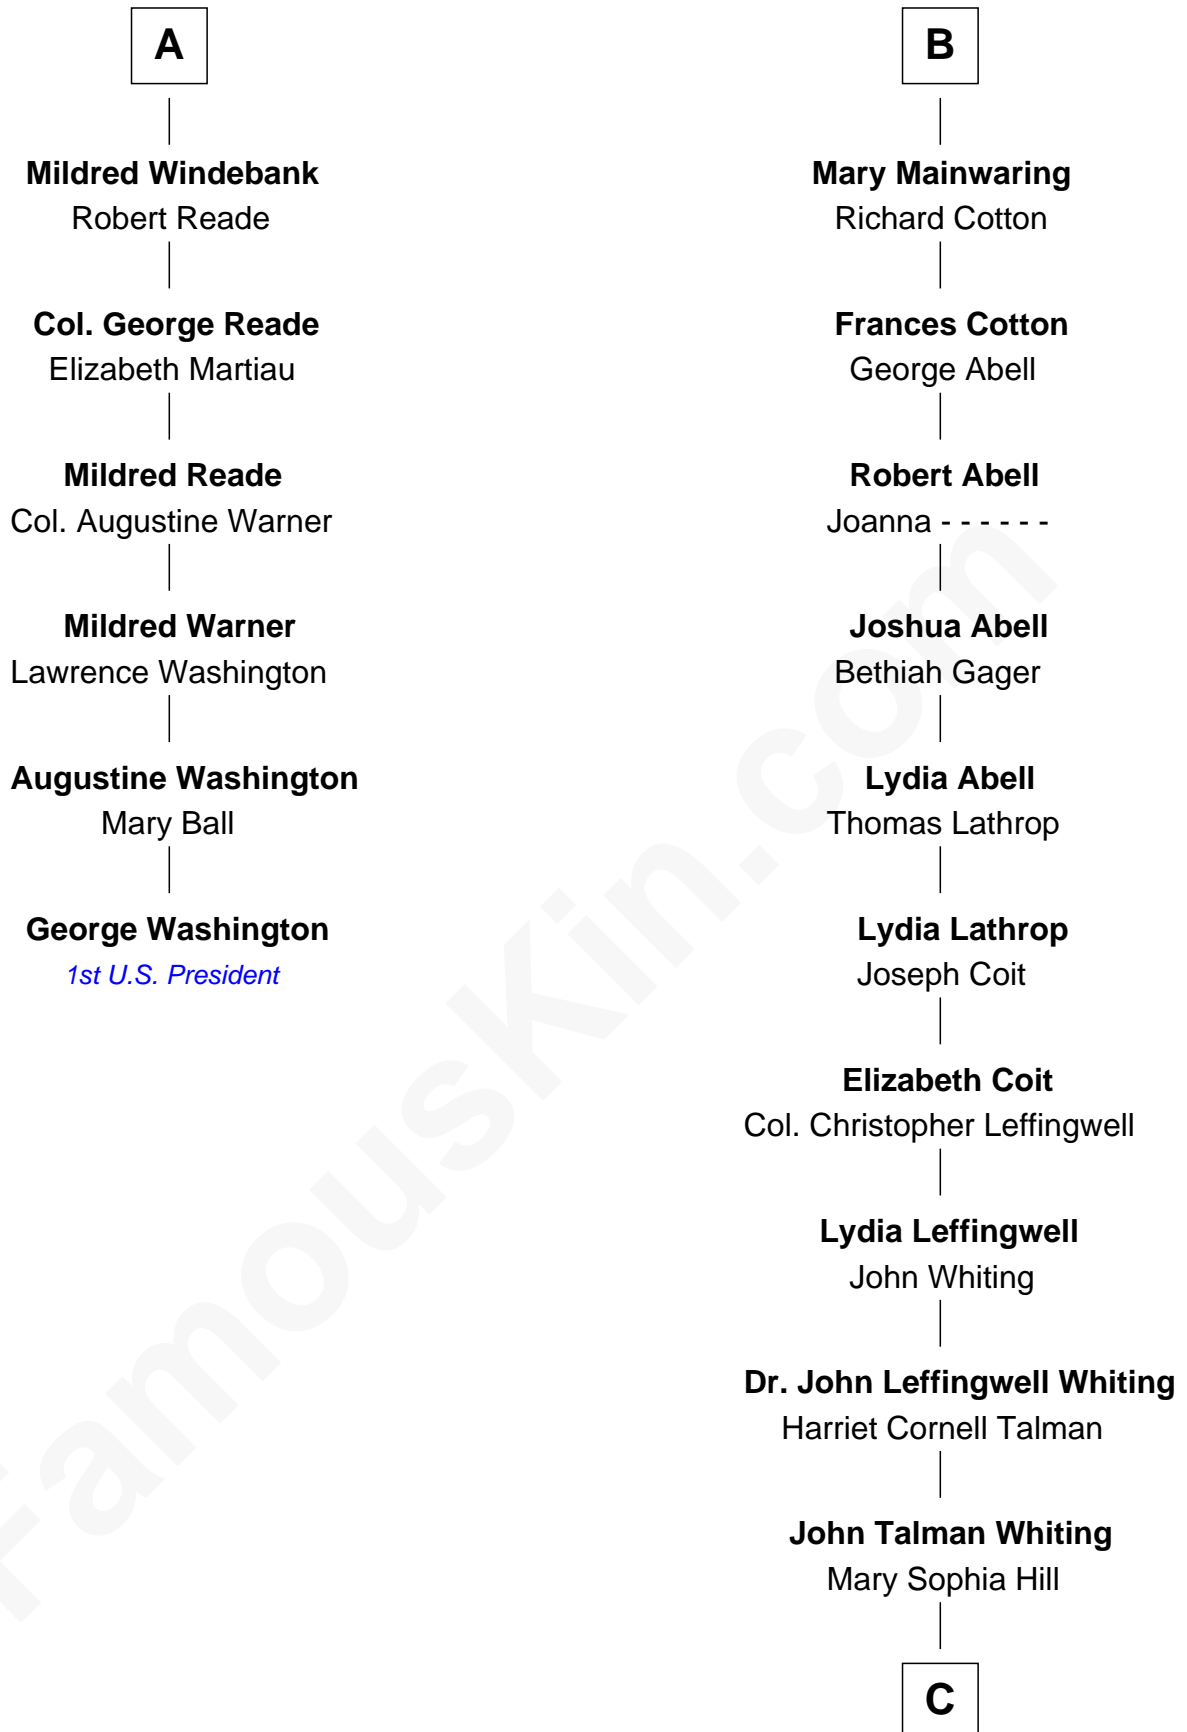 A
Mildred Windebank
Robert Reade
Col. George Reade
Elizabeth Martiau
Mildred Reade
Col. Augustine Warner
Mildred Warner
Lawrence Washington
Augustine Washington
Mary Ball
George Washington
1st U.S. President
B
Mary Mainwaring
Richard Cotton
Frances Cotton
George Abell
Robert Abell
Joanna - - - - - -
Joshua Abell
Bethiah Gager
Lydia Abell
Thomas Lathrop
Lydia Lathrop
Joseph Coit
Elizabeth Coit
Col. Christopher Leffingwell
Lydia Leffingwell
John Whiting
Dr. John Leffingwell Whiting
Harriet Cornell Talman
John Talman Whiting
Mary Sophia Hill
C
FamousKin.com